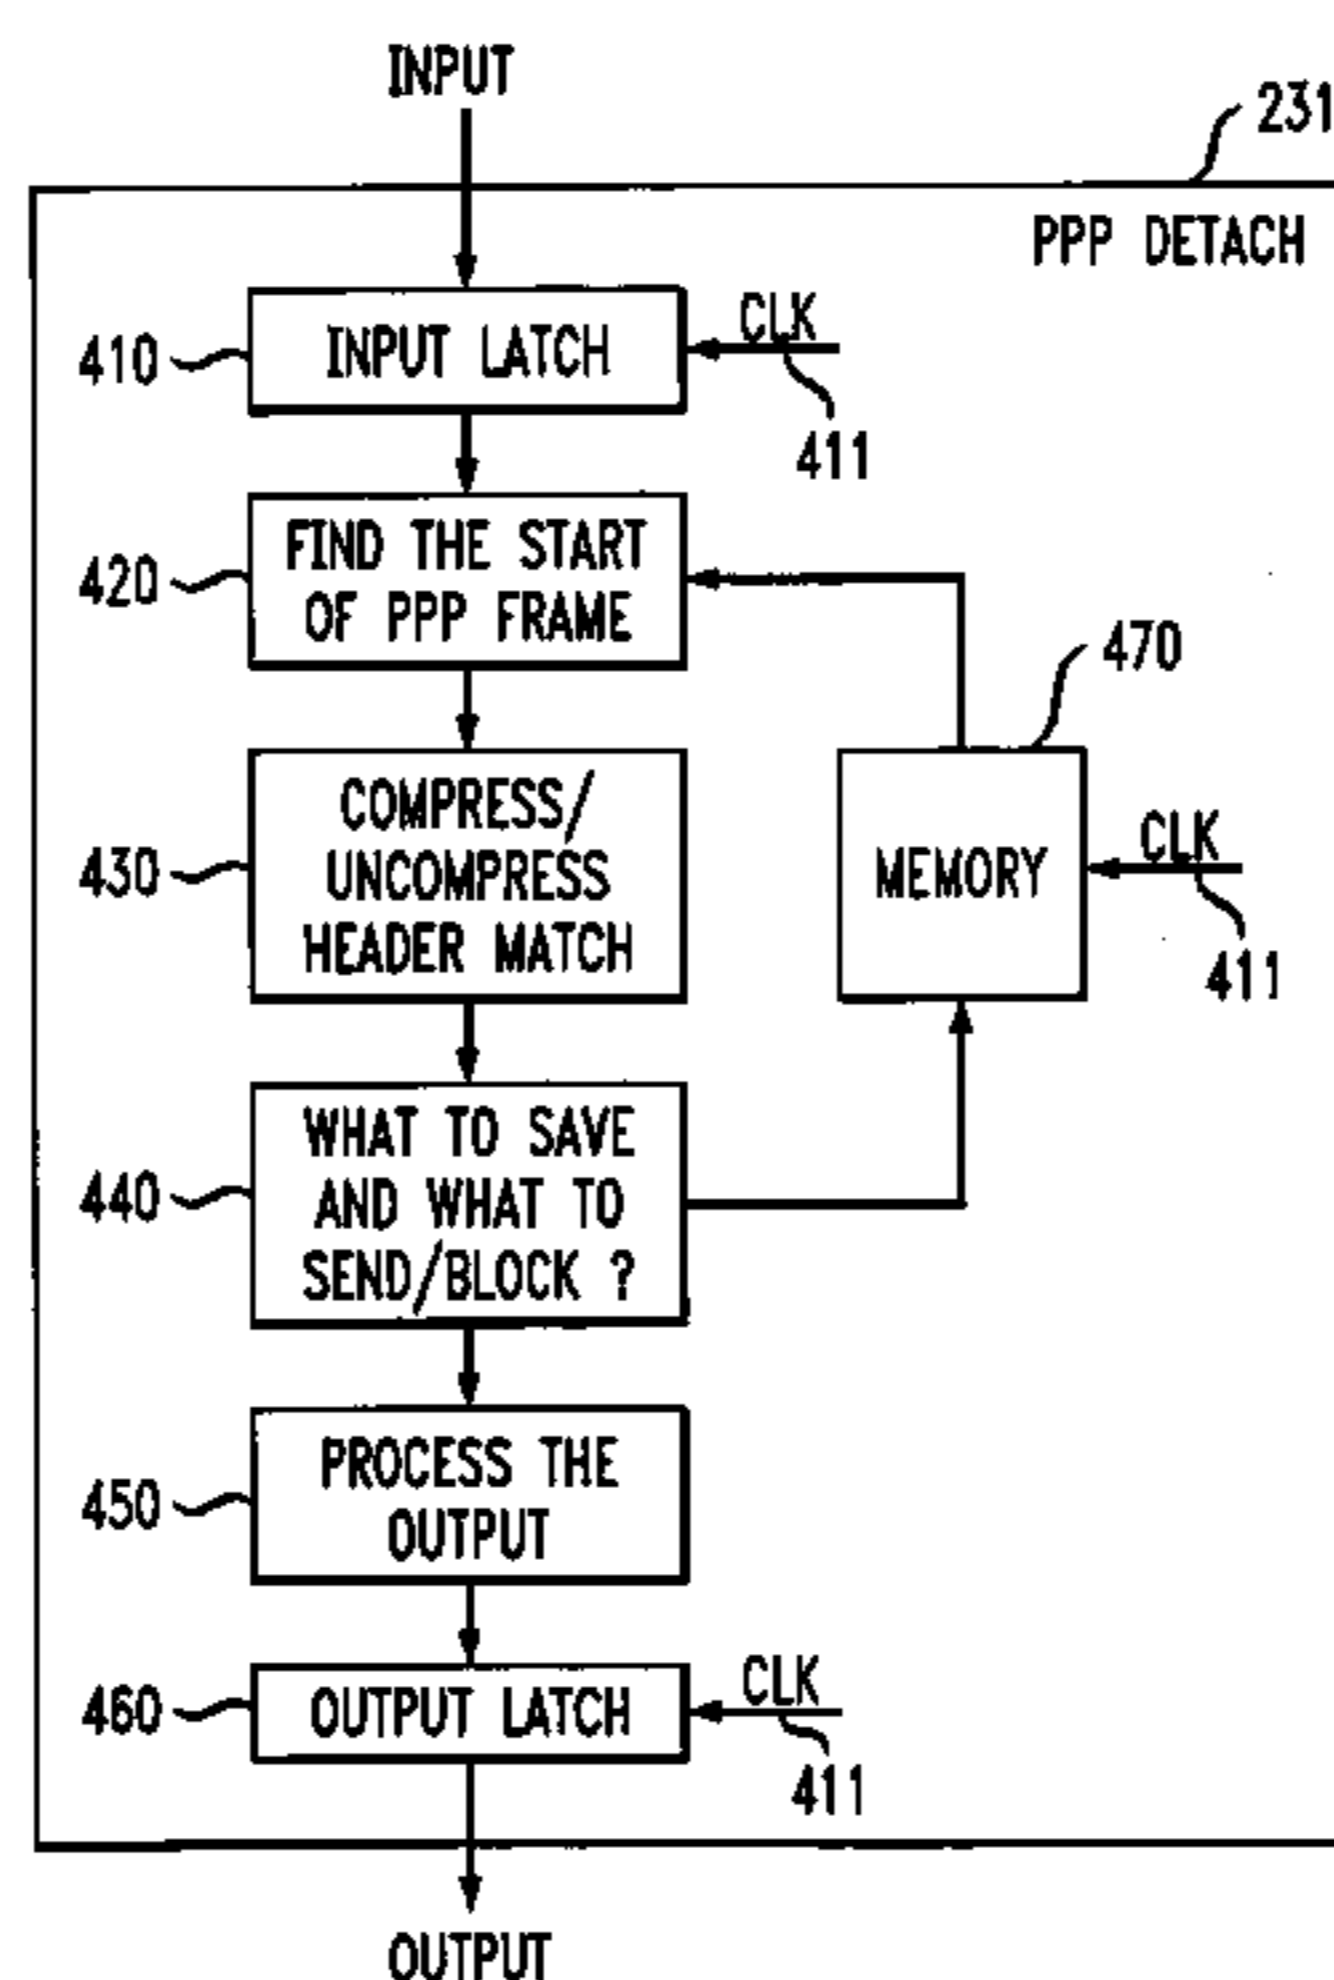 INPUT
231
PPP DETACH
410
INPUT LATCH
CLK
411
420
FIND THE START
OF PPP FRAME
470
430
COMPRESS/
UNCOMPRESS
HEADER MATCH
MEMORY
CLK
411
440
WHAT TO SAVE
AND WHAT TO
SEND/BLOCK ?
450
PROCESS THE
OUTPUT
460
OUTPUT LATCH
CLK
411
OUTPUT